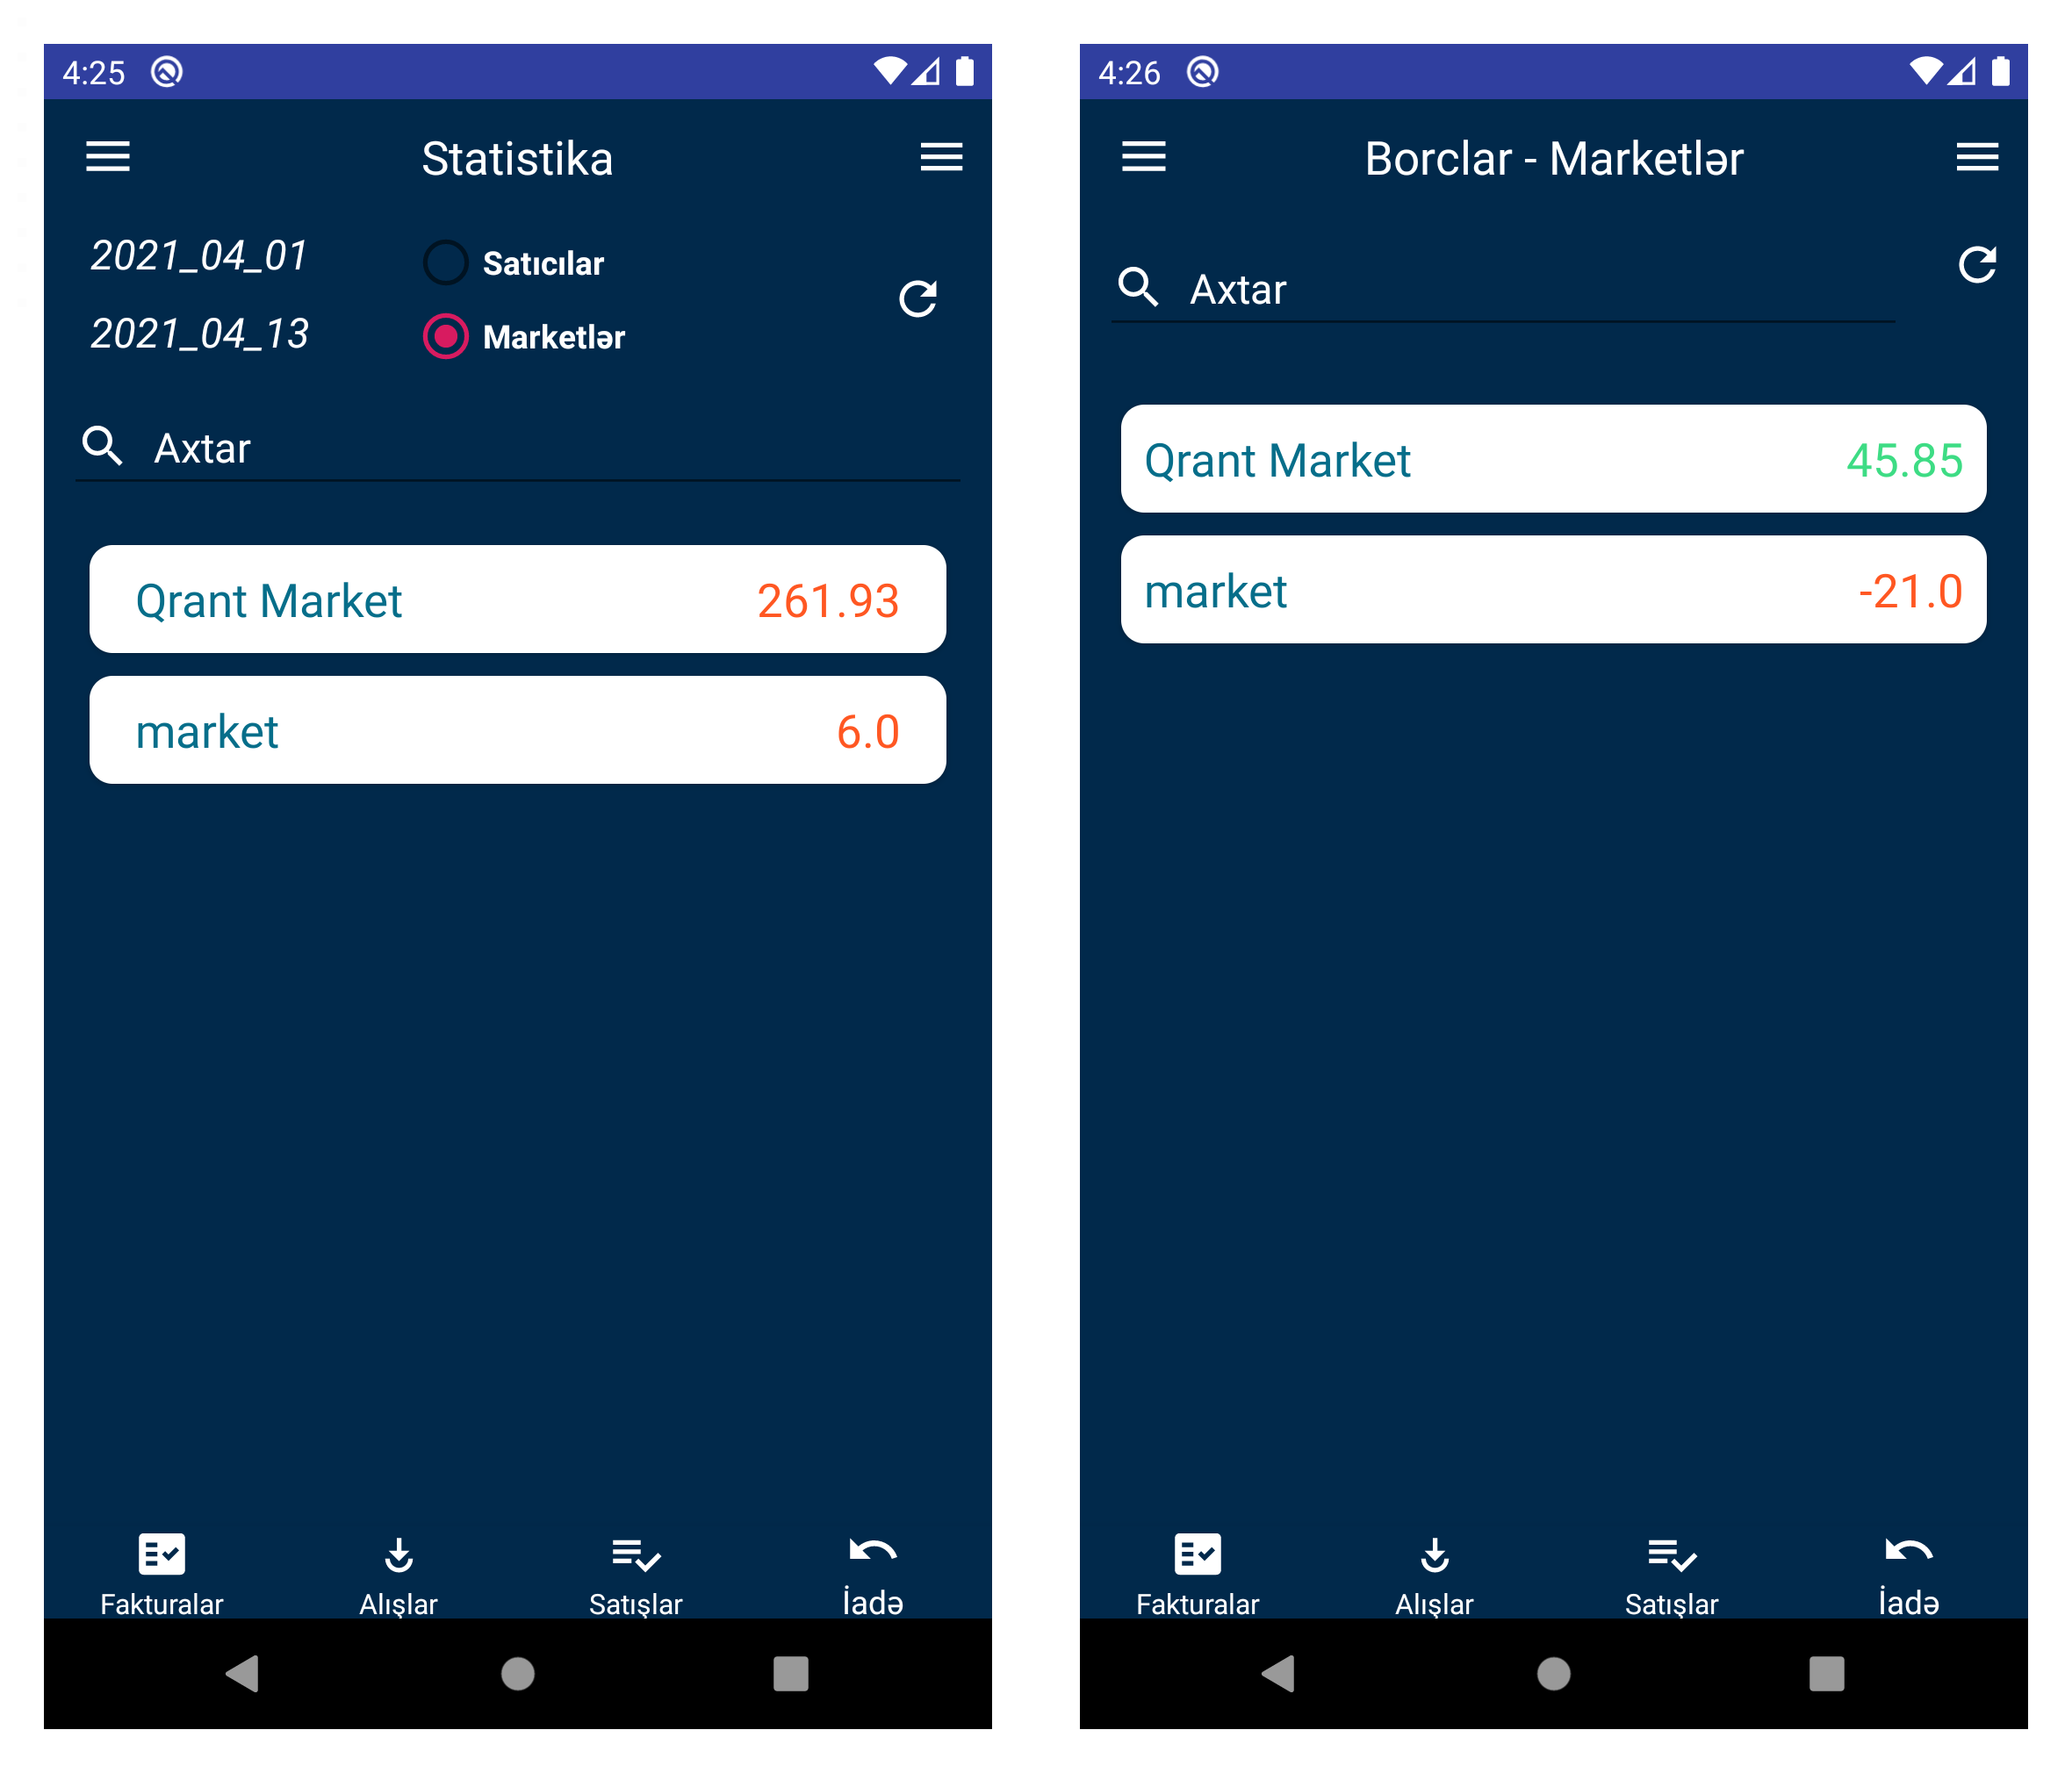 4:25
Statistika
2021_04_01
Satıcılar
2021_04_13
Marketlər
Axtar
Qrant Market 261.93
market 6.0
Fakturalar Alışlar Satışlar İadə
4:26
Borclar - Marketlər
Axtar
Qrant Market 45.85
market -21.0
Fakturalar Alışlar Satışlar İadə